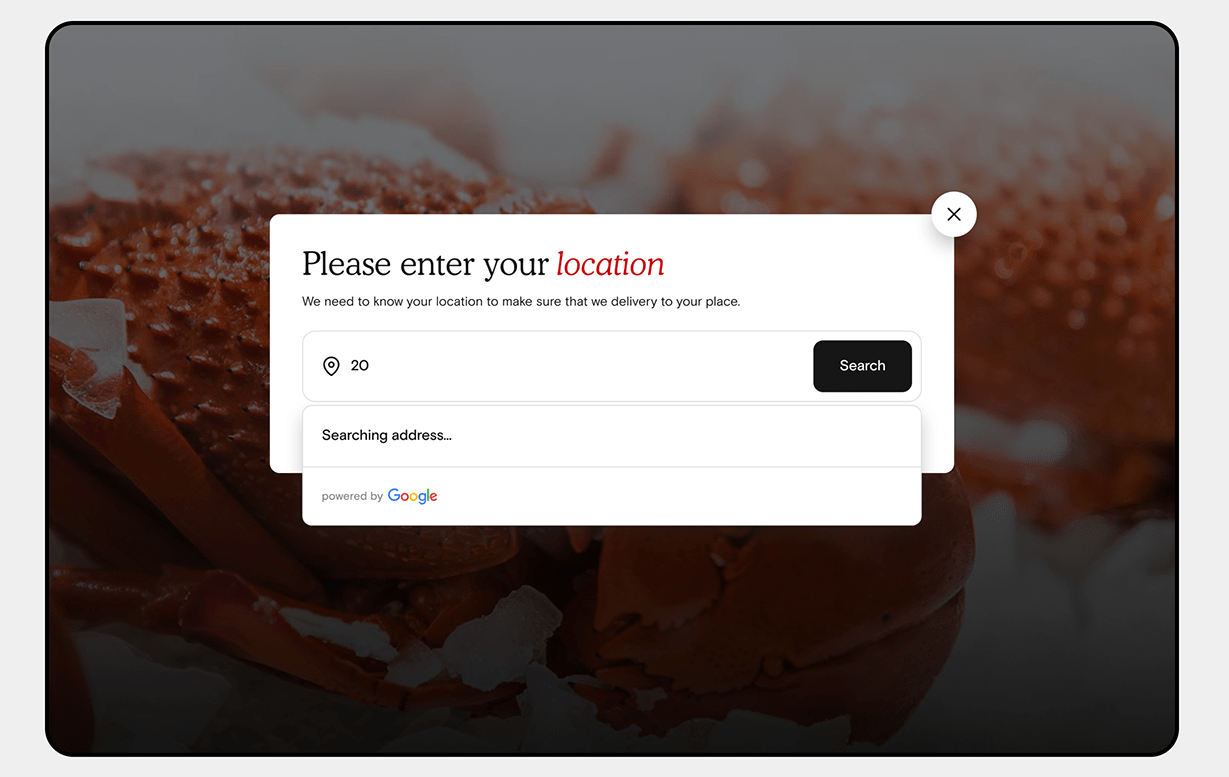 Please enter your location
We need to know your location to make sure that we delivery to your place.
20
Search
Searching address...
powered by Google